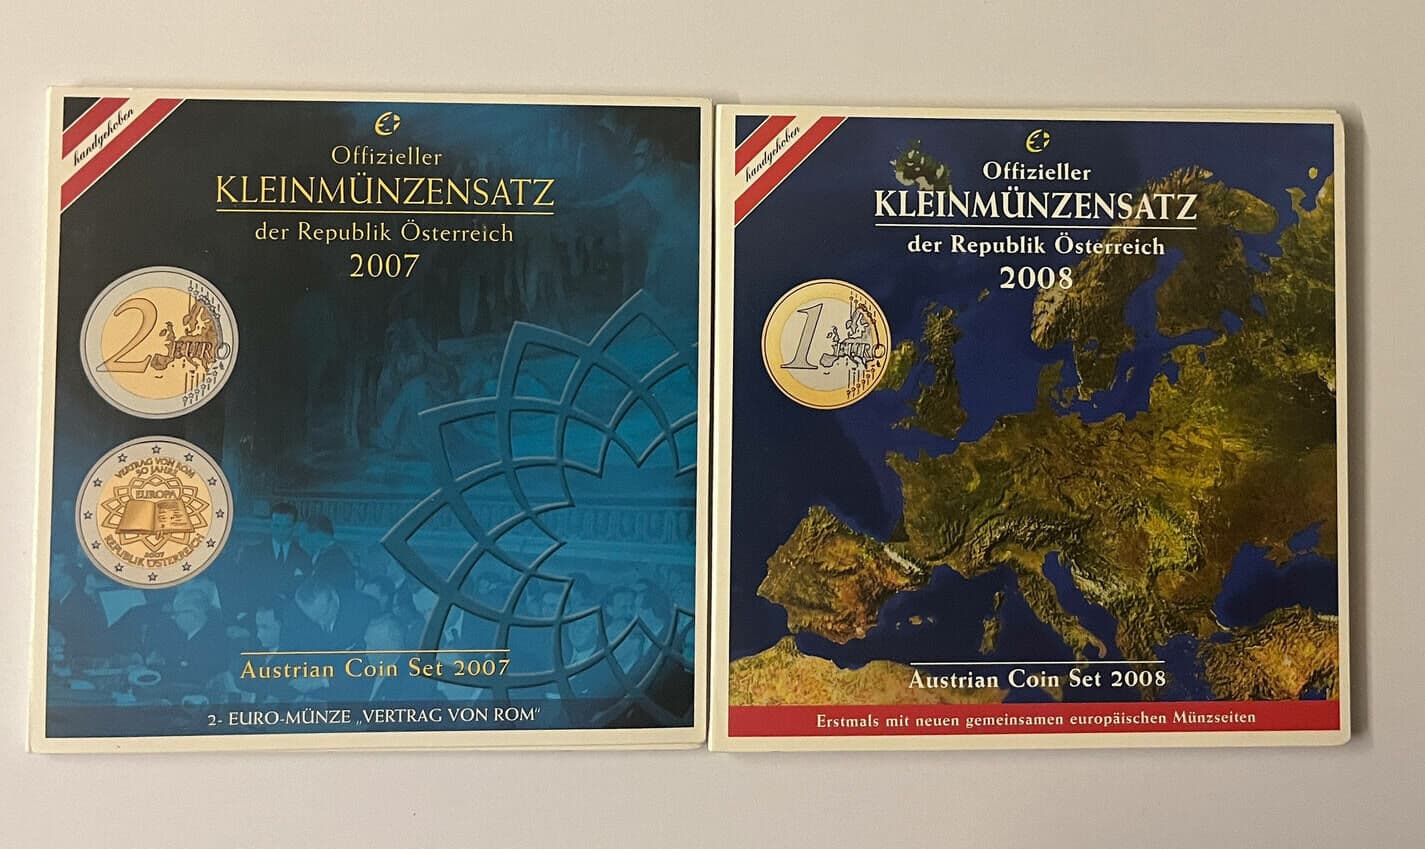 handgehoben
Offizieller
KLEINMÜNZENSATZ
der Republik Österreich
2007
2 EURO
VERTRAG VON ROM
50 JAHRE
EUROPA
2007
REPUBLIK ÖSTERREICH
Austrian Coin Set 2007
2- EURO-MÜNZE „VERTRAG VON ROM“
handgehoben
Offizieller
KLEINMÜNZENSATZ
der Republik Österreich
2008
1 EURO
Austrian Coin Set 2008
Erstmals mit neuen gemeinsamen europäischen Münzseiten